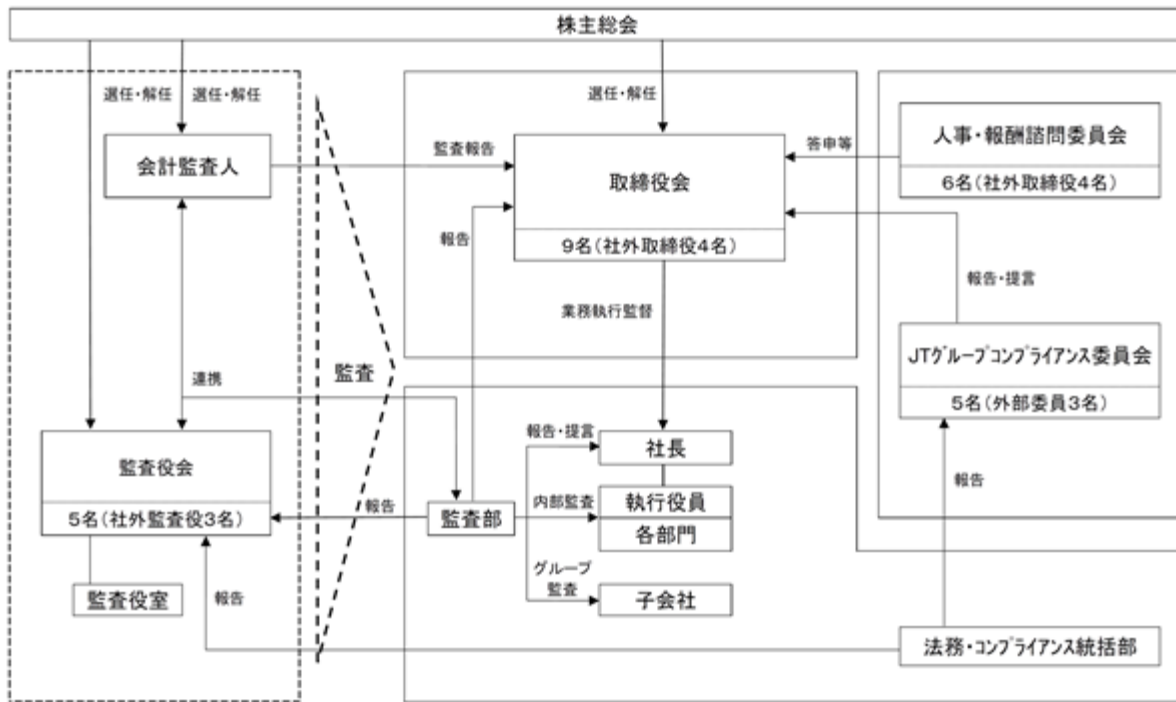 株主総会
選任・解任
選任・解任
選任・解任
会計監査人
監査報告
取締役会
9名(社外取締役4名)
答申等
人事・報酬諮問委員会
6名(社外取締役4名)
報告
報告・提言
業務執行監督
JTグループコンプライアンス委員会
5名(外部委員3名)
監査
連携
監査役会
5名(社外監査役3名)
報告
監査部
報告・提言
社長
内部監査
執行役員
各部門
報告
グループ
監査
子会社
監査役室
報告
法務・コンプライアンス統括部